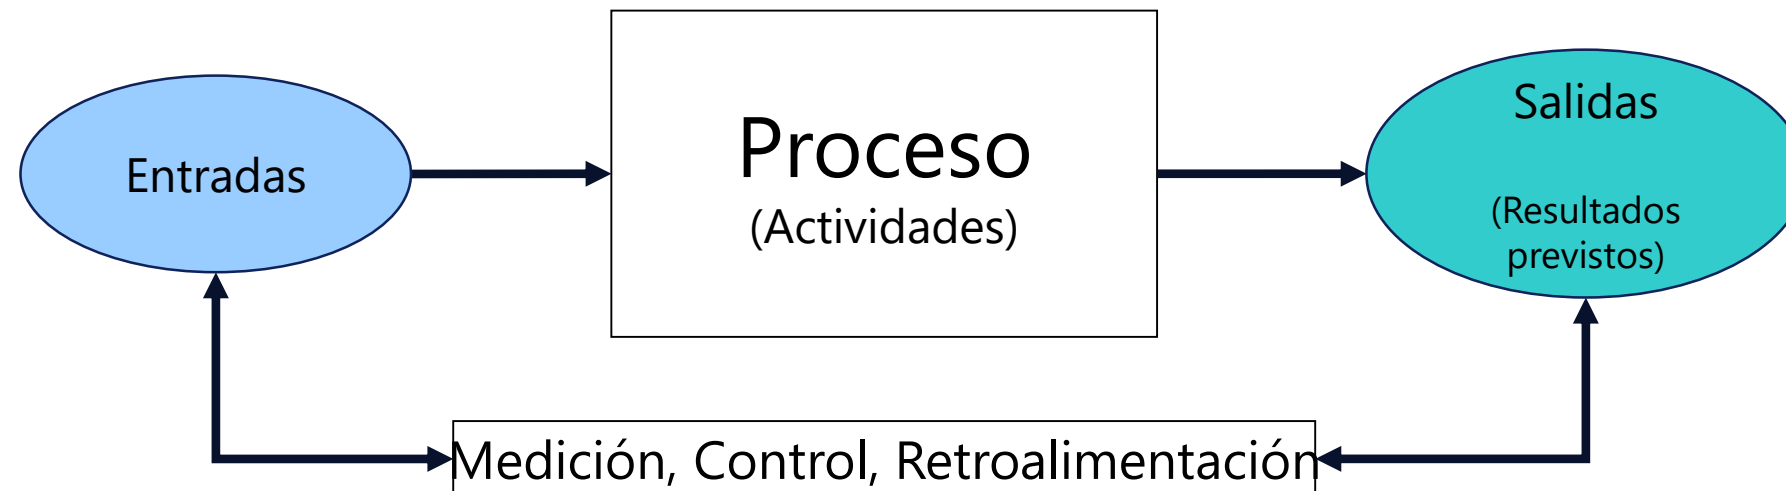 Entradas
Proceso
(Actividades)
Salidas
(Resultados
previstos)
Medición, Control, Retroalimentación